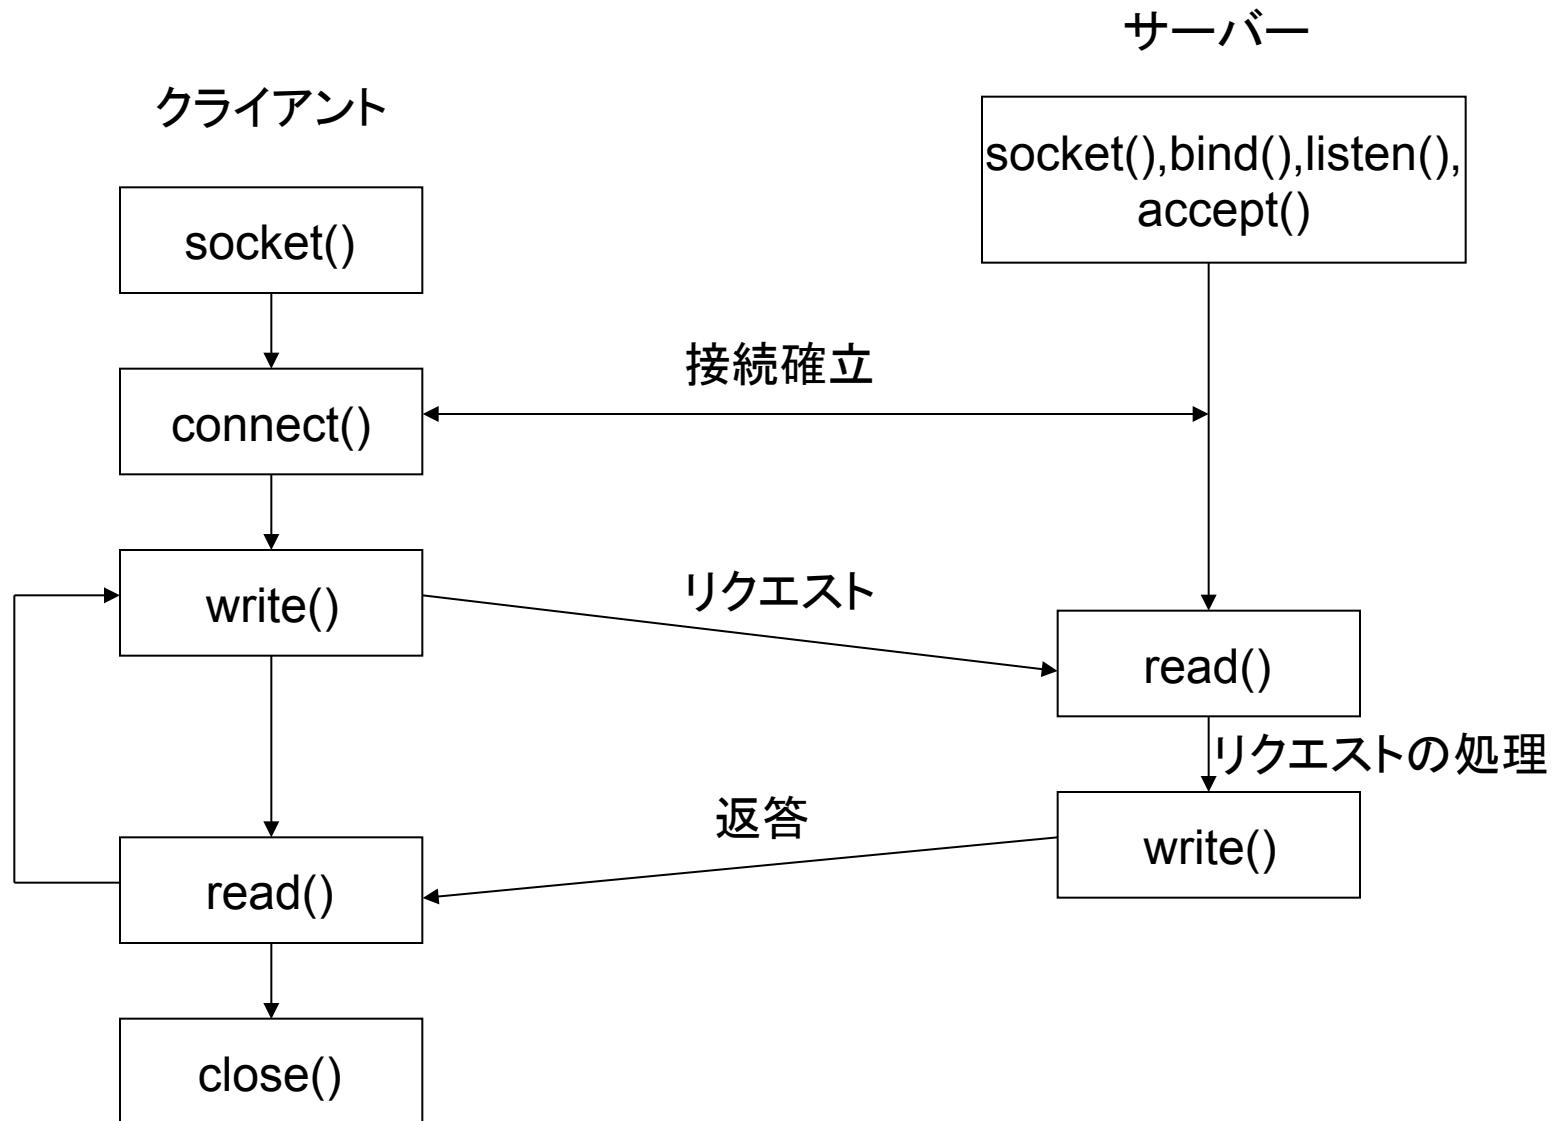 サーバー
クライアント
socket(),bind(),listen(),
accept()
socket()
接続確立
connect()
リクエスト
write()
read()
リクエストの処理
返答
write()
read()
close()